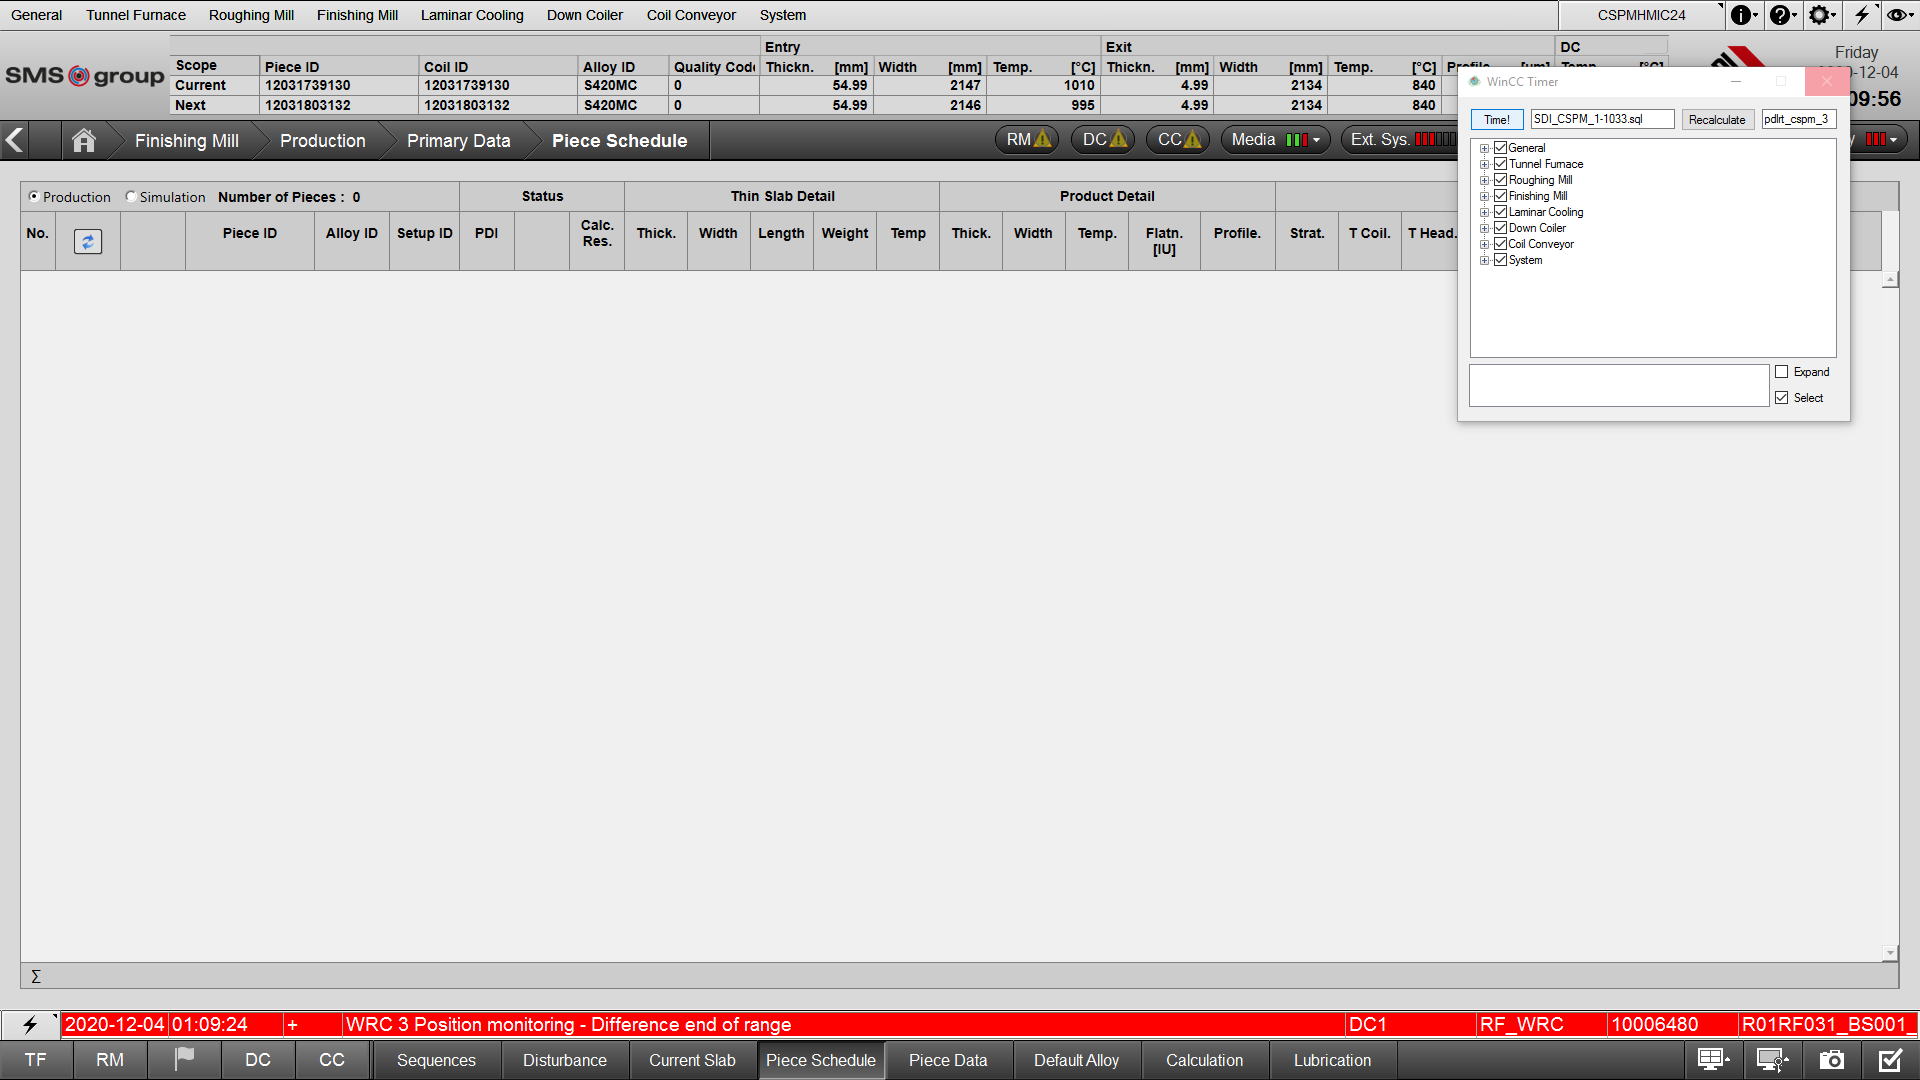 General Tunnel Furnace Roughing Mill Finishing Mill Laminar Cooling Down Coiler Coil Conveyor System CSPMHMIC24
SMS group
Entry Exit DC
Scope Piece ID Coil ID Alloy ID Quality Code Thickn. [mm] Width [mm] Temp. [°C] Thickn. [mm] Width [mm] Temp. [°C]
Current 12031739130 12031739130 S420MC 0 54.99 2147 1010 4.99 2134 840
Next 12031803132 12031803132 S420MC 0 54.99 2146 995 4.99 2134 840
Friday
-12-04
09:56
Finishing Mill Production Primary Data Piece Schedule RM DC CC Media Ext. Sys.
WinCC Timer
Time! SDI_CSPM_1-1033.sql Recalculate pdlrt_cspm_3
General
Tunnel Furnace
Roughing Mill
Finishing Mill
Laminar Cooling
Down Coiler
Coil Conveyor
System
Expand
Select
Production Simulation Number of Pieces : 0 Status Thin Slab Detail Product Detail
No. Piece ID Alloy ID Setup ID PDI Calc. Res. Thick. Width Length Weight Temp Thick. Width Temp. Flatn. [IU] Profile. Strat. T Coil. T Head.
Σ
2020-12-04 01:09:24 + WRC 3 Position monitoring - Difference end of range DC1 RF_WRC 10006480 R01RF031_BS001_
TF RM DC CC Sequences Disturbance Current Slab Piece Schedule Piece Data Default Alloy Calculation Lubrication